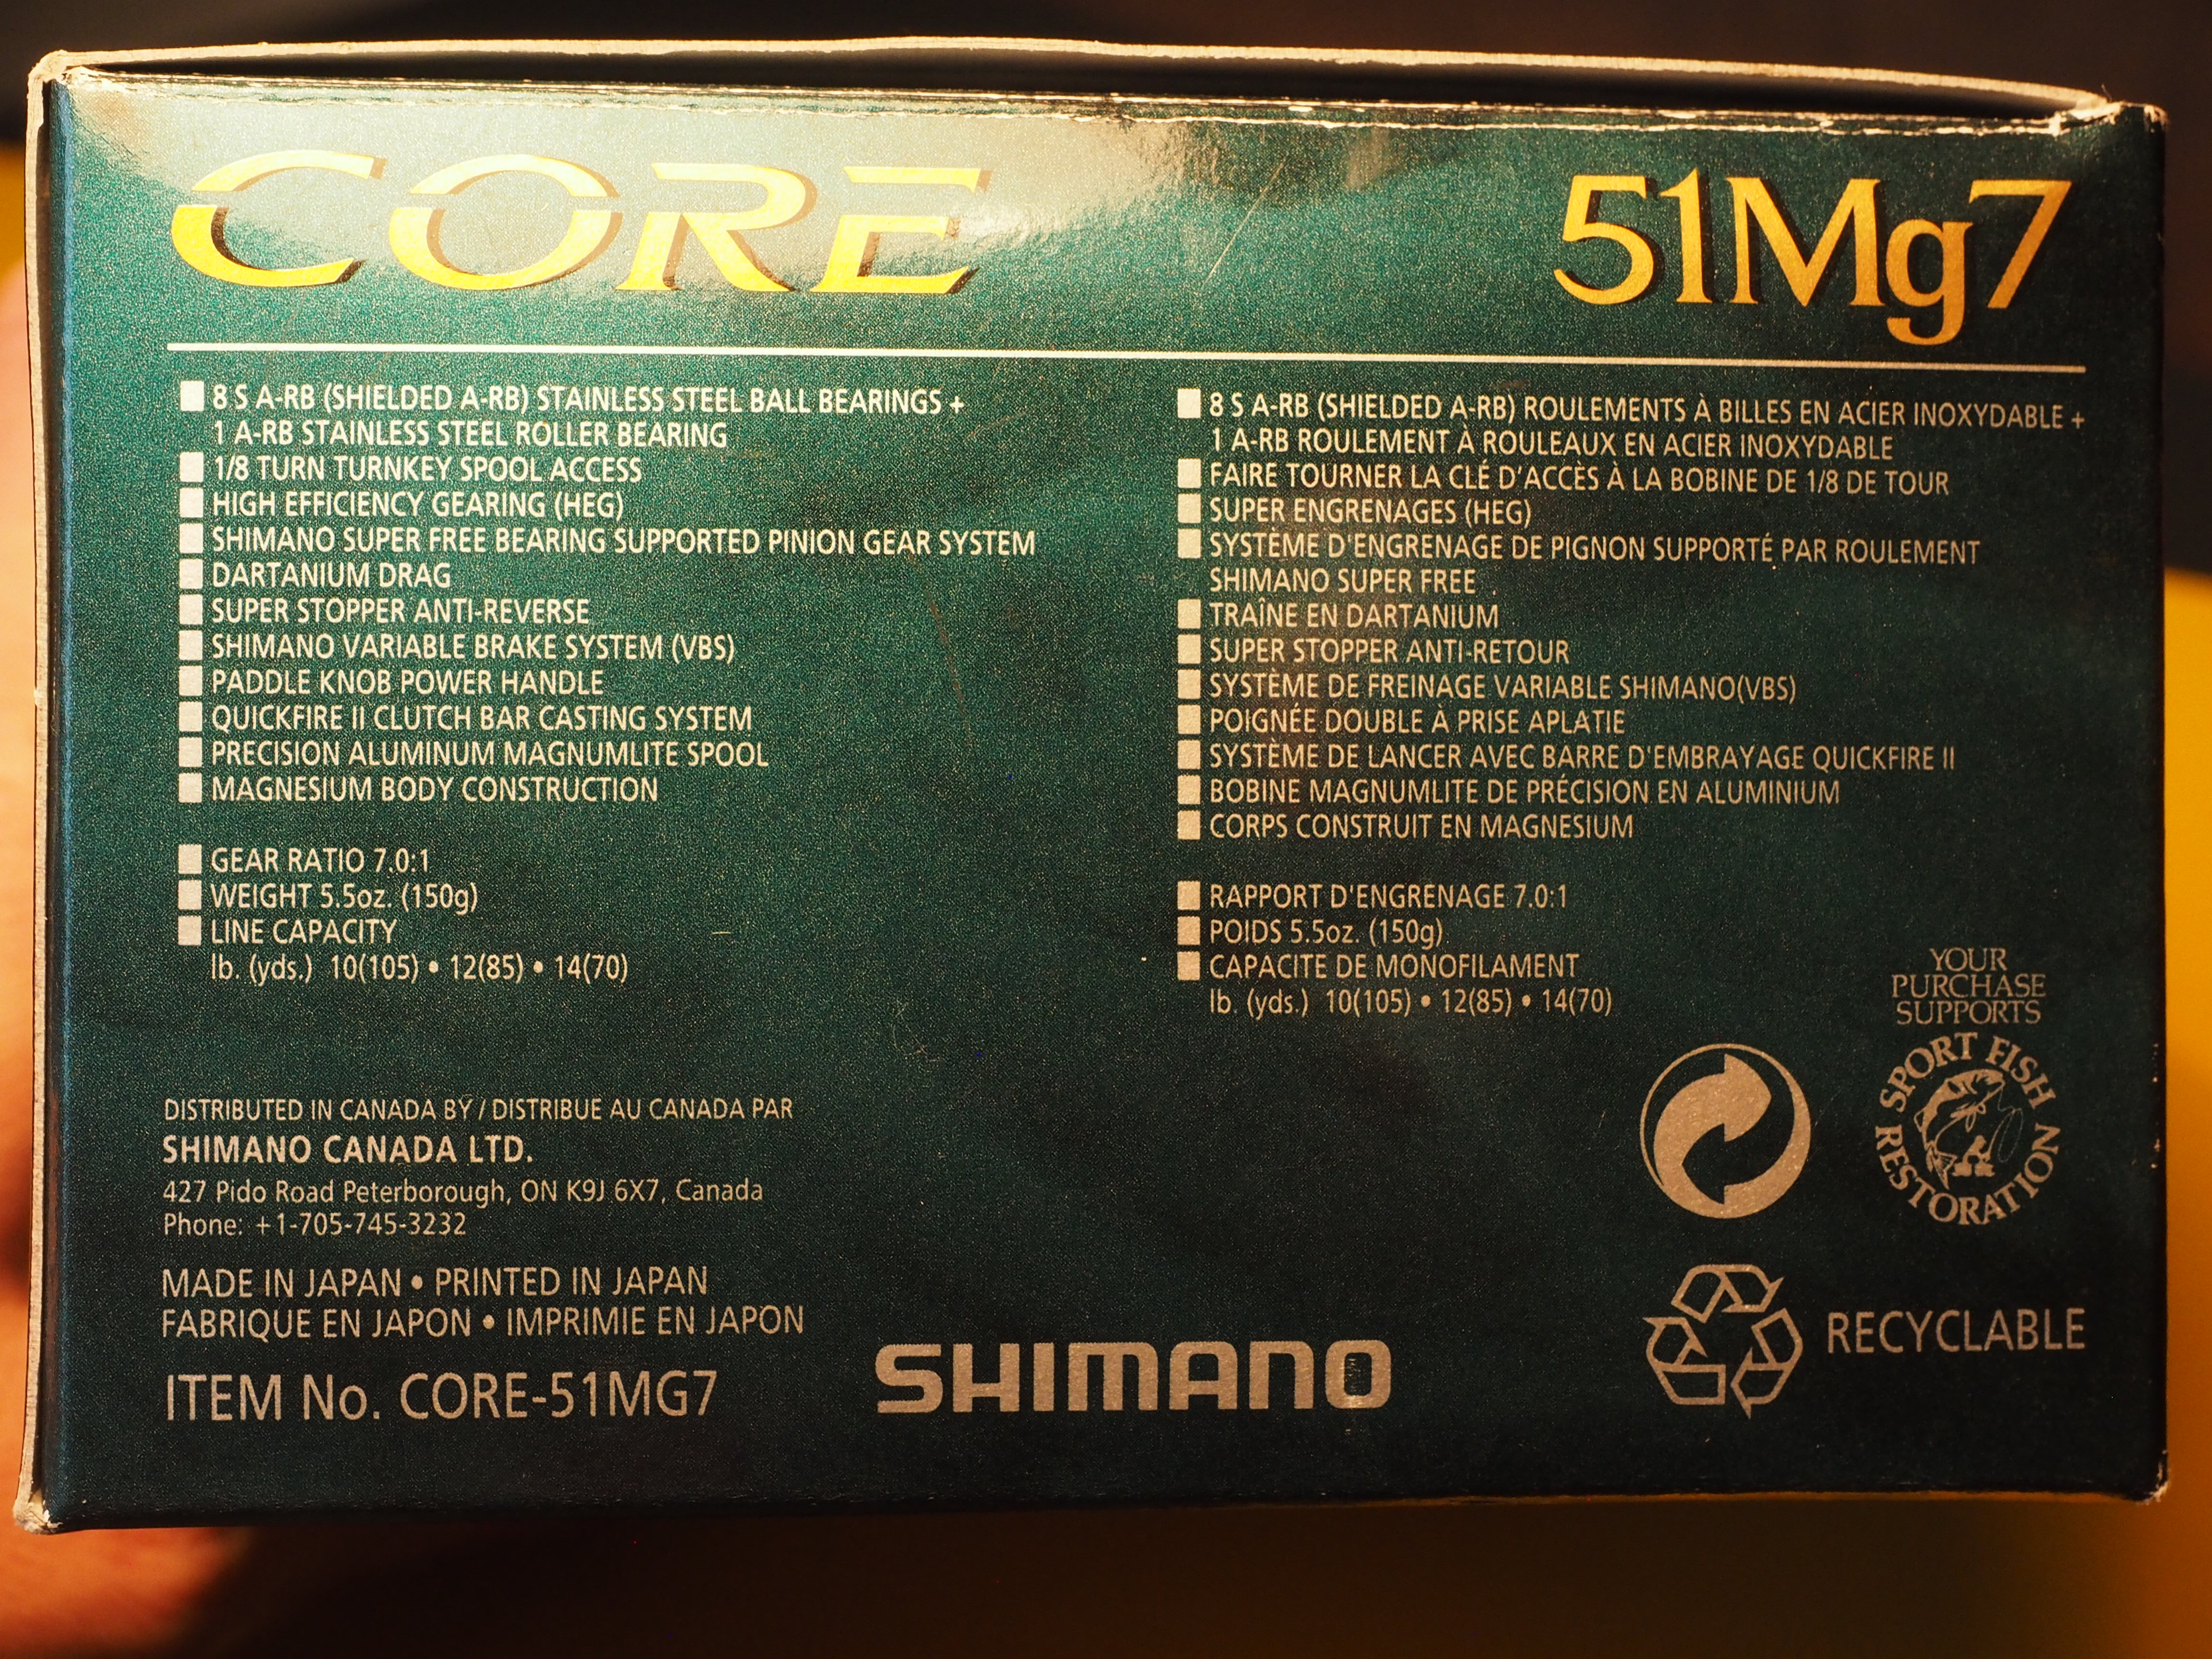 CORE
51Mg7
8 S A-RB (SHIELDED A-RB) STAINLESS STEEL BALL BEARINGS +
1 A-RB STAINLESS STEEL ROLLER BEARING
1/8 TURN TURNKEY SPOOL ACCESS
HIGH EFFICIENCY GEARING (HEG)
SHIMANO SUPER FREE BEARING SUPPORTED PINION GEAR SYSTEM
DARTANIUM DRAG
SUPER STOPPER ANTI-REVERSE
SHIMANO VARIABLE BRAKE SYSTEM (VBS)
PADDLE KNOB POWER HANDLE
QUICKFIRE II CLUTCH BAR CASTING SYSTEM
PRECISION ALUMINUM MAGNUMLITE SPOOL
MAGNESIUM BODY CONSTRUCTION
GEAR RATIO 7.0:1
WEIGHT 5.5oz. (150g)
LINE CAPACITY
lb. (yds.) 10(105) • 12(85) • 14(70)
8 S A-RB (SHIELDED A-RB) ROULEMENTS À BILLES EN ACIER INOXYDABLE +
1 A-RB ROULEMENT À ROULEAUX EN ACIER INOXYDABLE
FAIRE TOURNER LA CLÉ D'ACCÈS À LA BOBINE DE 1/8 DE TOUR
SUPER ENGRENAGES (HEG)
SYSTÈME D'ENGRENAGE DE PIGNON SUPPORTÉ PAR ROULEMENT
SHIMANO SUPER FREE
TRAÎNE EN DARTANIUM
SUPER STOPPER ANTI-RETOUR
SYSTÈME DE FREINAGE VARIABLE SHIMANO(VBS)
POIGNÉE DOUBLE À PRISE APLATIE
SYSTÈME DE LANCER AVEC BARRE D'EMBRAYAGE QUICKFIRE II
BOBINE MAGNUMLITE DE PRÉCISION EN ALUMINIUM
CORPS CONSTRUIT EN MAGNESIUM
RAPPORT D'ENGRENAGE 7.0:1
POIDS 5.5oz. (150g)
CAPACITE DE MONOFILAMENT
lb. (yds.) 10(105) • 12(85) • 14(70)
YOUR
PURCHASE
SUPPORTS
SPORT FISH
RESTORATION
DISTRIBUTED IN CANADA BY / DISTRIBUE AU CANADA PAR
SHIMANO CANADA LTD.
427 Pido Road Peterborough, ON K9J 6X7, Canada
Phone: +1-705-745-3232
MADE IN JAPAN • PRINTED IN JAPAN
FABRIQUE EN JAPON • IMPRIMIE EN JAPON
ITEM No. CORE-51MG7
SHIMANO
RECYCLABLE